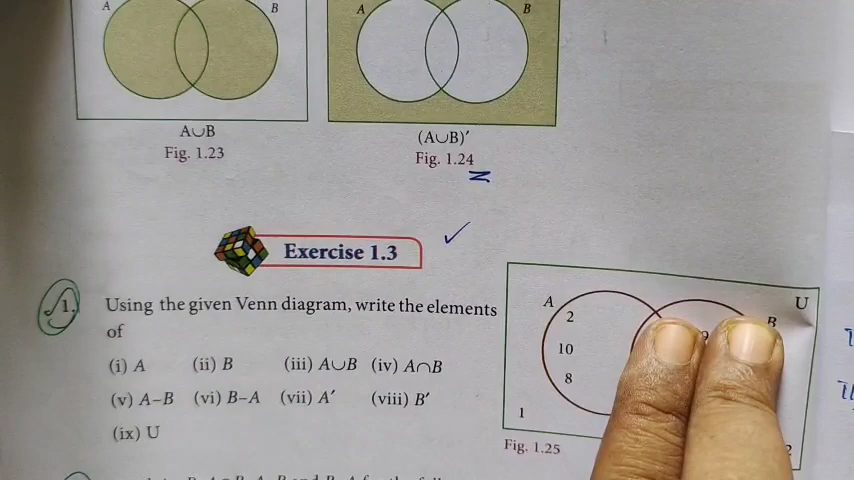 A B
A B
A∪B
Fig. 1.23
(A∪B)′
Fig. 1.24
Exercise 1.3
1. Using the given Venn diagram, write the elements
of
(i) A (ii) B (iii) A∪B (iv) A∩B
(v) A−B (vi) B−A (vii) A′ (viii) B′
(ix) U
A B U
2
10
8
1
Fig. 1.25